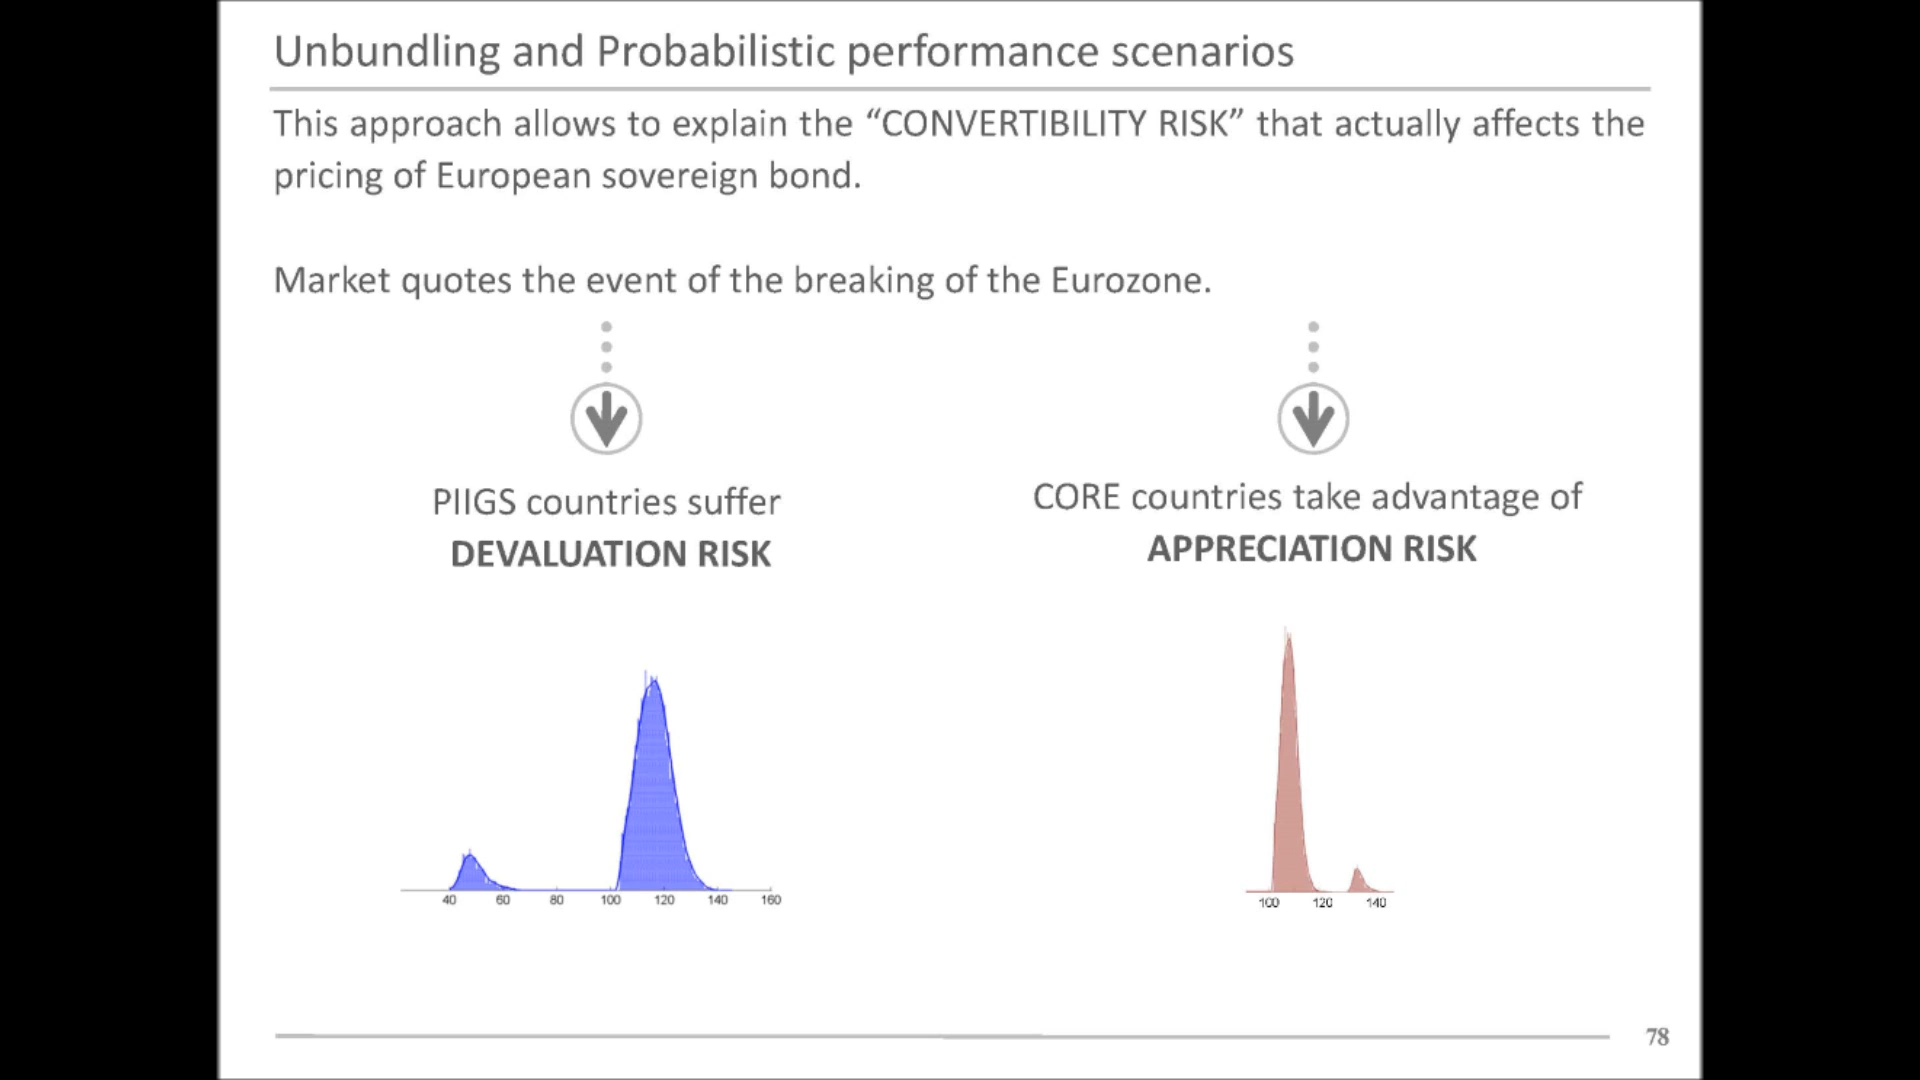 Unbundling and Probabilistic performance scenarios
This approach allows to explain the “CONVERTIBILITY RISK” that actually affects the
pricing of European sovereign bond.
Market quotes the event of the breaking of the Eurozone.
PIIGS countries suffer
DEVALUATION RISK
CORE countries take advantage of
APPRECIATION RISK
40 60 80 100 120 140 160
100 120 140
78